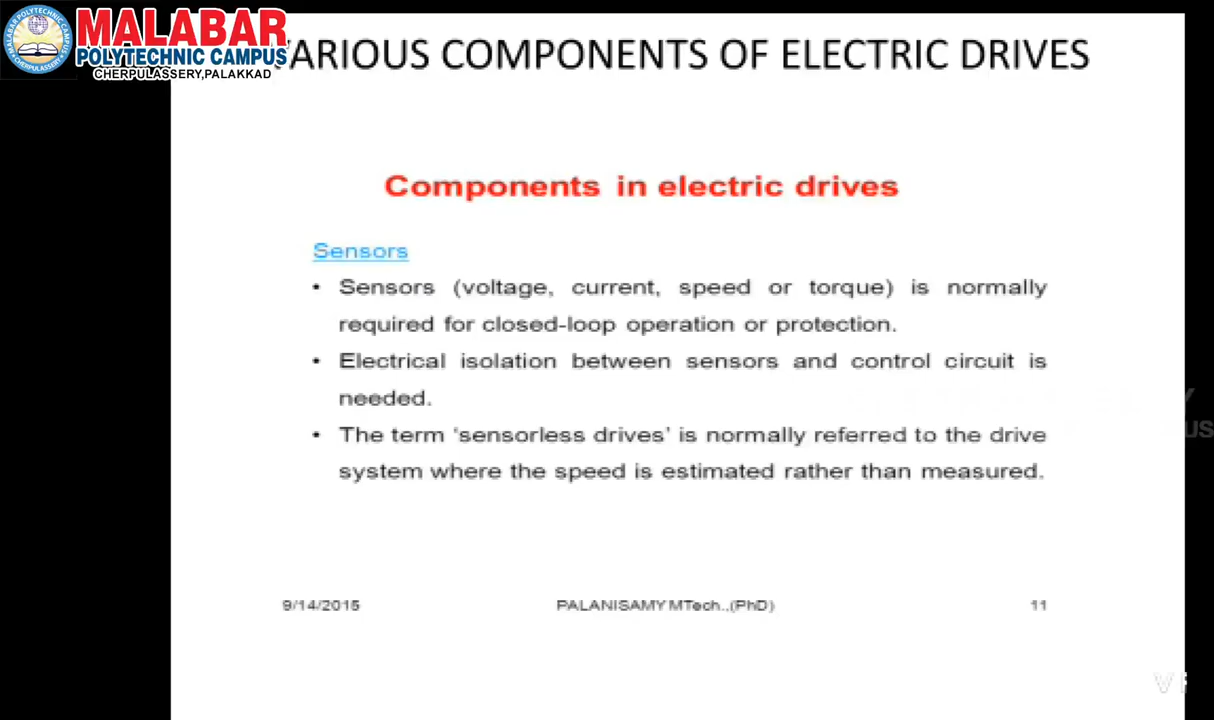 MALABAR
POLYTECHNIC CAMPUS
CHERPULASSERY,PALAKKAD
ARIOUS COMPONENTS OF ELECTRIC DRIVES
Components in electric drives
Sensors
• Sensors (voltage, current, speed or torque) is normally
required for closed-loop operation or protection.
• Electrical isolation between sensors and control circuit is
needed.
• The term ‘sensorless drives’ is normally referred to the drive
system where the speed is estimated rather than measured.
9/14/2015 PALANISAMY MTech.,(PhD) 11